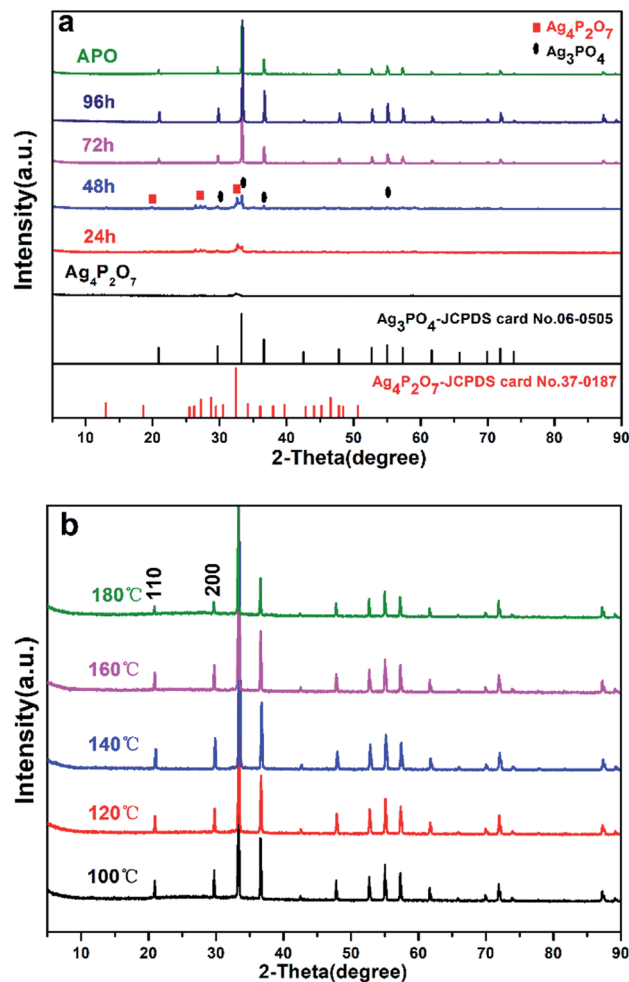 a
Ag₄P₂O₇
Ag₃PO₄
APO
96h
72h
48h
24h
Ag₄P₂O₇
Ag₃PO₄-JCPDS card No.06-0505
Ag₄P₂O₇-JCPDS card No.37-0187
Intensity(a.u.)
10 20 30 40 50 60 70 80 90
2-Theta(degree)
b
110
200
180℃
160℃
140℃
120℃
100℃
Intensity(a.u.)
10 20 30 40 50 60 70 80 90
2-Theta(degree)